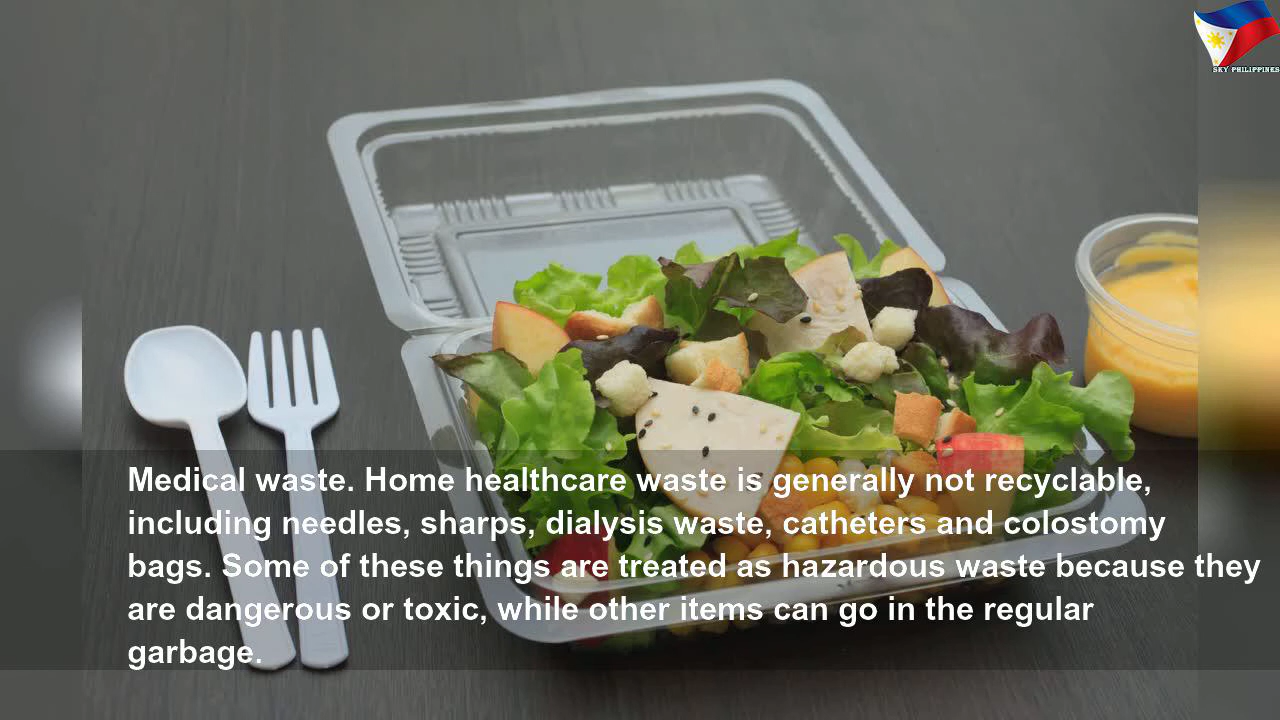 SKY PHILIPPINES
Medical waste. Home healthcare waste is generally not recyclable,
including needles, sharps, dialysis waste, catheters and colostomy
bags. Some of these things are treated as hazardous waste because they
are dangerous or toxic, while other items can go in the regular
garbage.